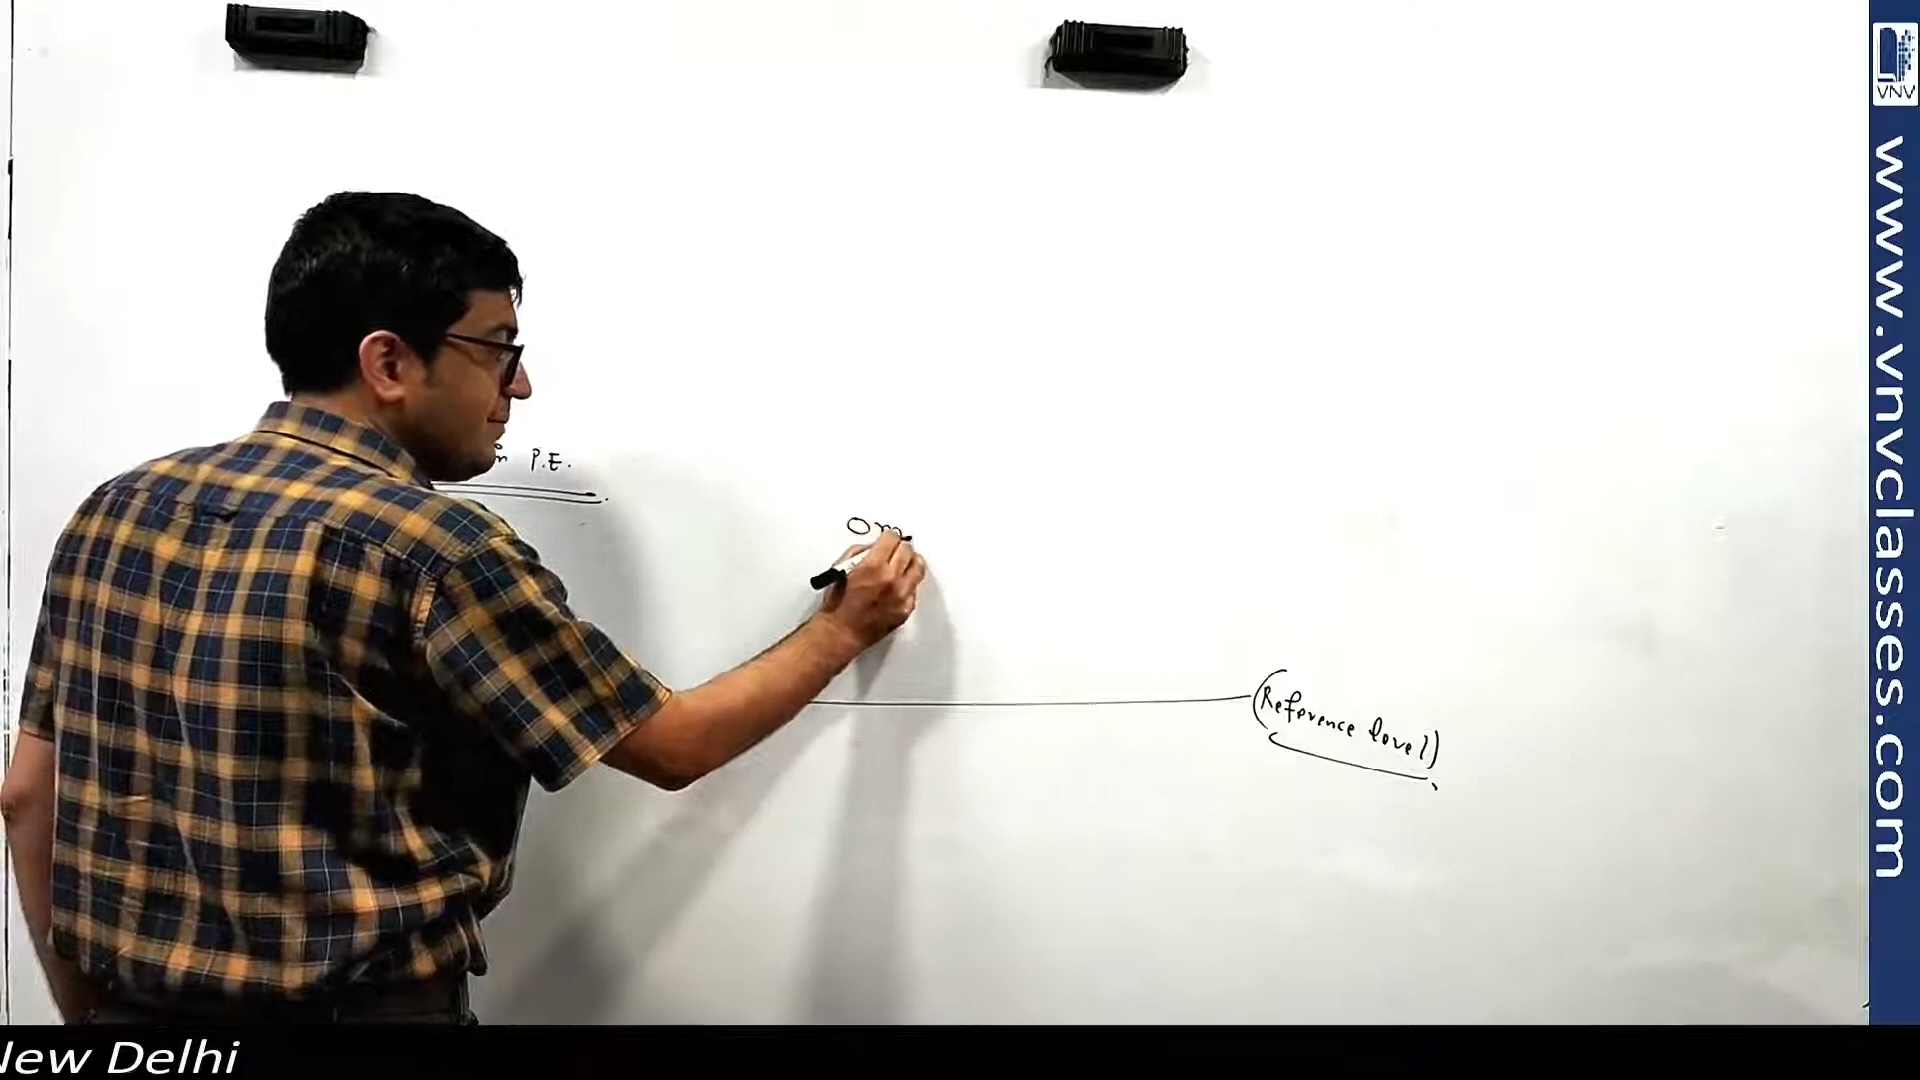 P.E.
Om
(Reference level)
VNV
www.vnvclasses.com
New Delhi